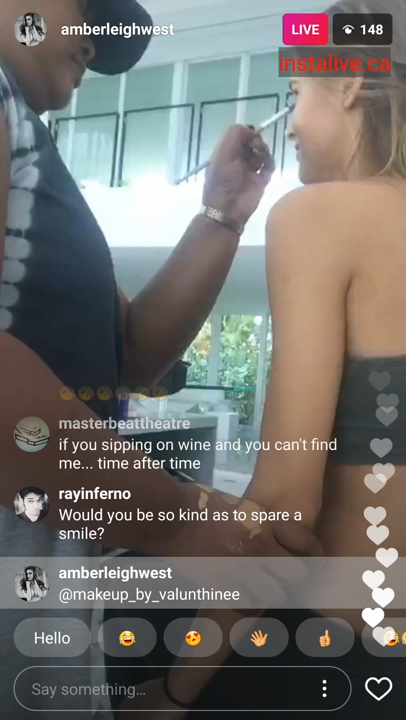 amberleighwest
LIVE
148
instalive.ca
masterbeattheatre
if you sipping on wine and you can't find
me... time after time
rayinferno
Would you be so kind as to spare a
smile?
amberleighwest
@makeup_by_valunthinee
Hello
Say something...